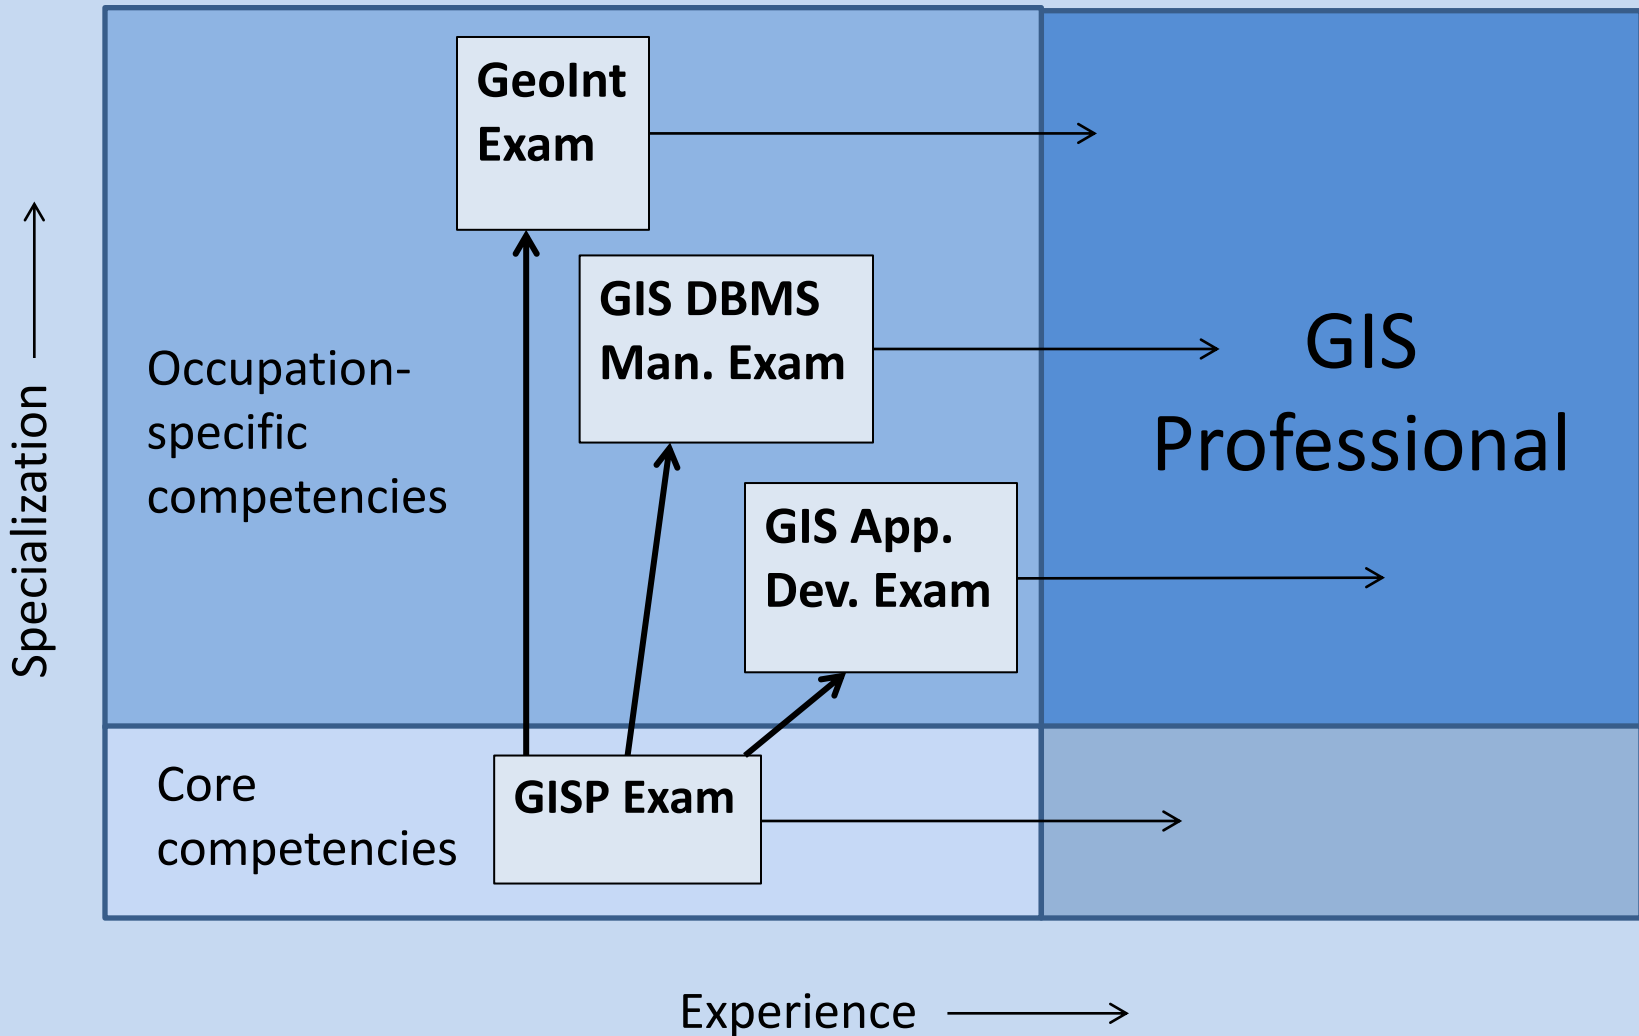 GeoInt
Exam
GIS DBMS
Man. Exam
GIS
Professional
Occupation-
specific
competencies
GIS App.
Dev. Exam
Specialization
Core
competencies
GISP Exam
Experience